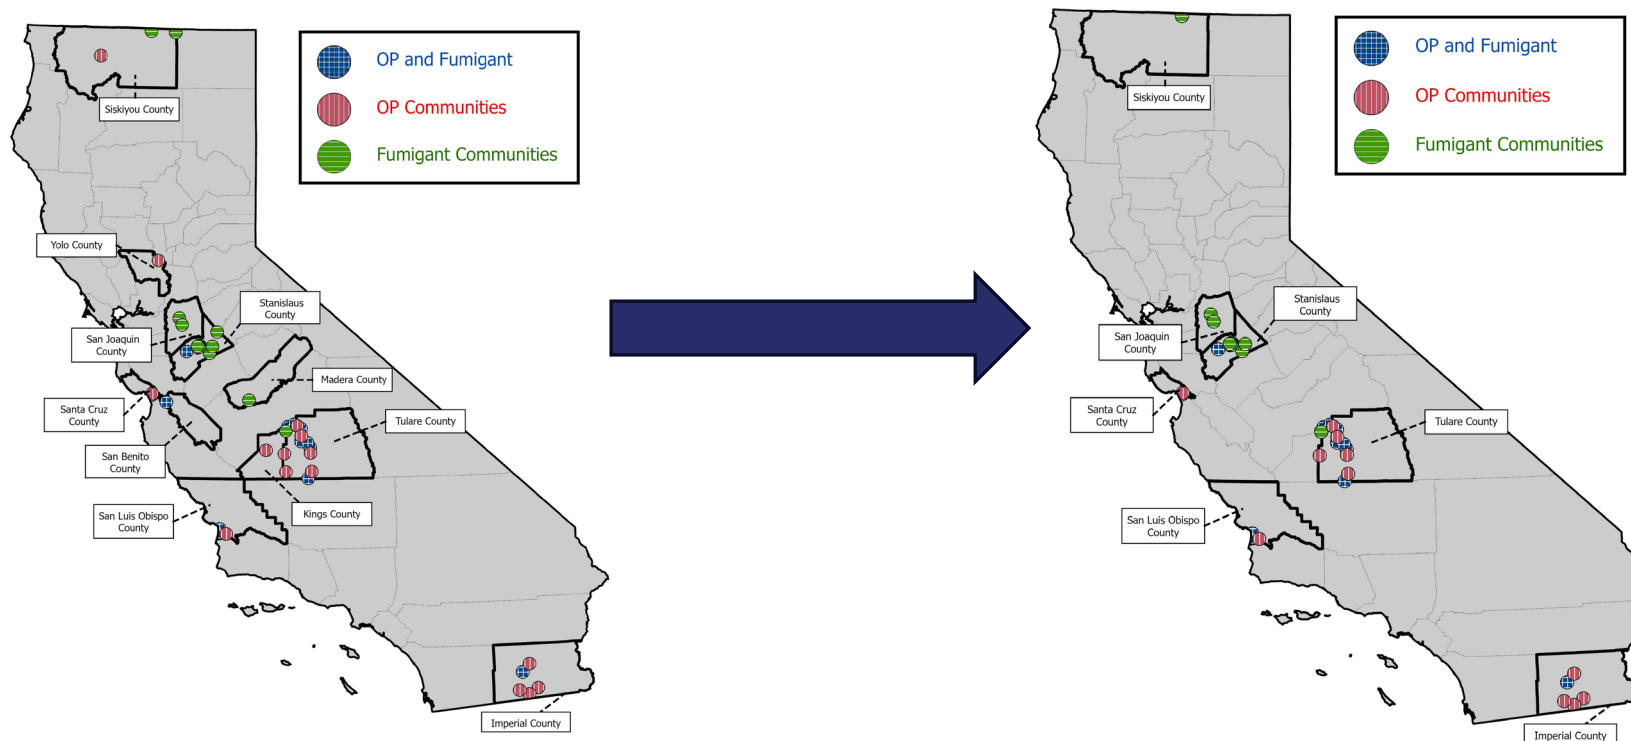 OP and Fumigant
OP Communities
Fumigant Communities
Siskiyou County
Yolo County
Stanislaus
County
San Joaquin
County
Madera County
Santa Cruz
County
Tulare County
San Benito
County
San Luis Obispo
County
Kings County
Imperial County
OP and Fumigant
OP Communities
Fumigant Communities
Siskiyou County
Stanislaus
County
San Joaquin
County
Santa Cruz
County
Tulare County
San Luis Obispo
County
Imperial County